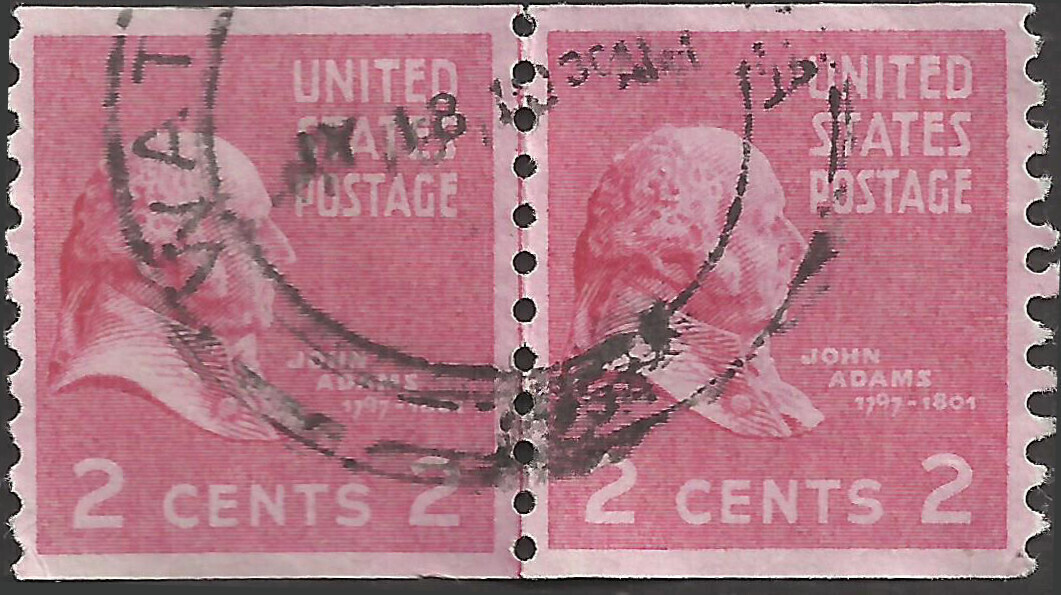 UNITED
STATES
POSTAGE
JOHN
ADAMS
2 CENTS 2
UNITED
STATES
POSTAGE
JOHN
ADAMS
1797-1801
2 CENTS 2